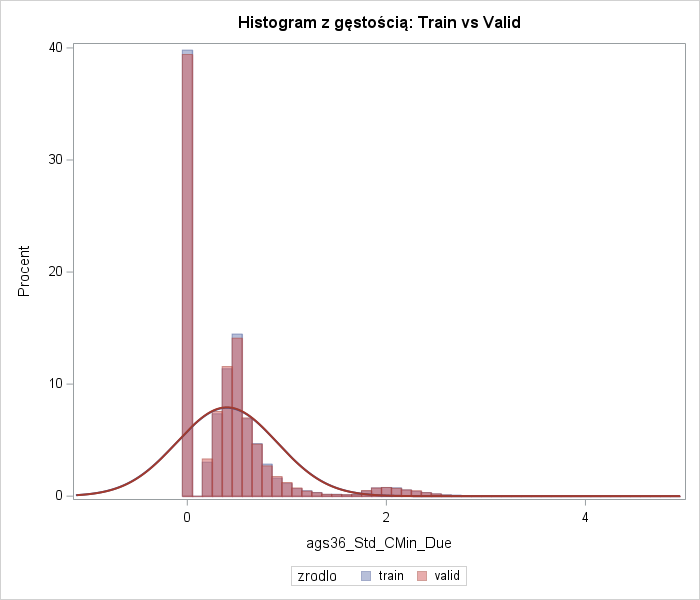 Histogram z gęstością: Train vs Valid
40
30
20
10
0
Procent
0 2 4
ags36_Std_CMin_Due
zrodlo train valid